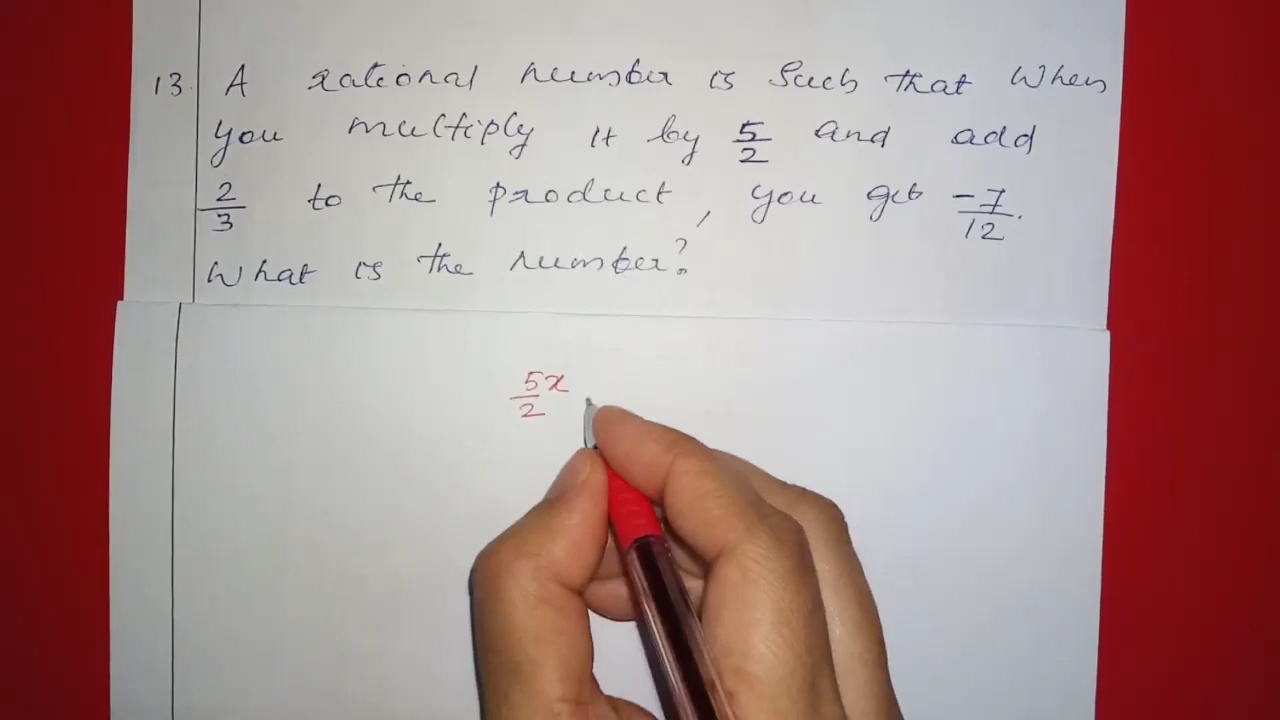 13. A rational number is such that when
you multiply it by 5/2 and add
2/3 to the product, you get -7/12.
What is the number?
5/2 x